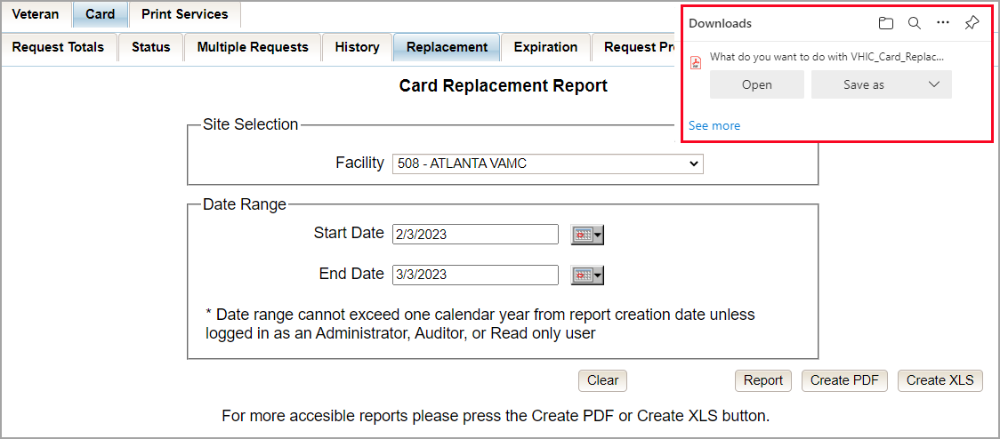 Veteran Card Print Services
Request Totals Status Multiple Requests History Replacement Expiration Request Pr
Downloads
What do you want to do with VHIC_Card_Replac...
Open Save as
See more
Card Replacement Report
Site Selection
Facility 508 - ATLANTA VAMC
Date Range
Start Date 2/3/2023
End Date 3/3/2023
* Date range cannot exceed one calendar year from report creation date unless
logged in as an Administrator, Auditor, or Read only user
Clear Report Create PDF Create XLS
For more accesible reports please press the Create PDF or Create XLS button.